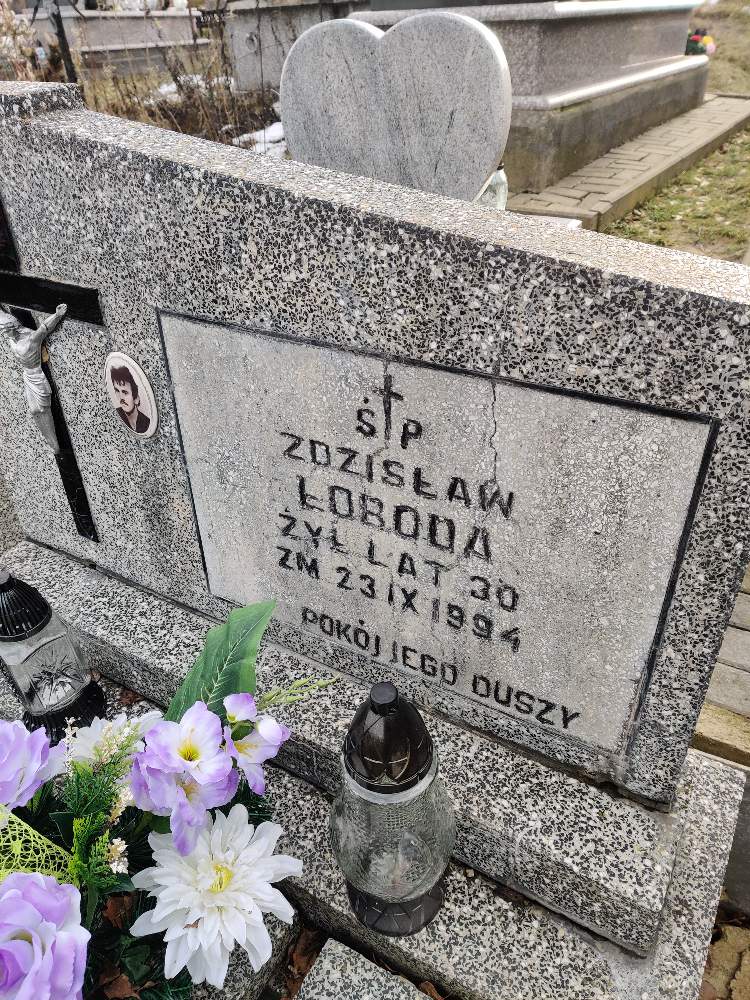 Ś P
ZDZISŁAW
ŁOBODA
ŻYŁ LAT 30
ZM 23 IX 1994
POKÓJ JEGO DUSZY